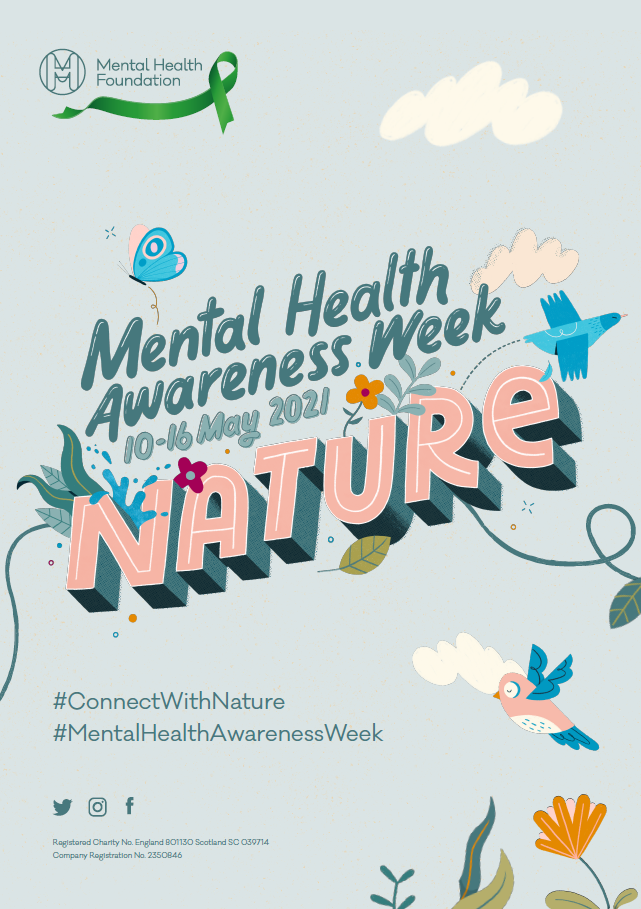 Mental Health
Foundation
Mental Health
Awareness Week
10-16 May 2021
NATURe
#ConnectWithNature
#MentalHealthAwarenessWeek
Registered Charity No. England 801130 Scotland SC 039714
Company Registration No. 2350846